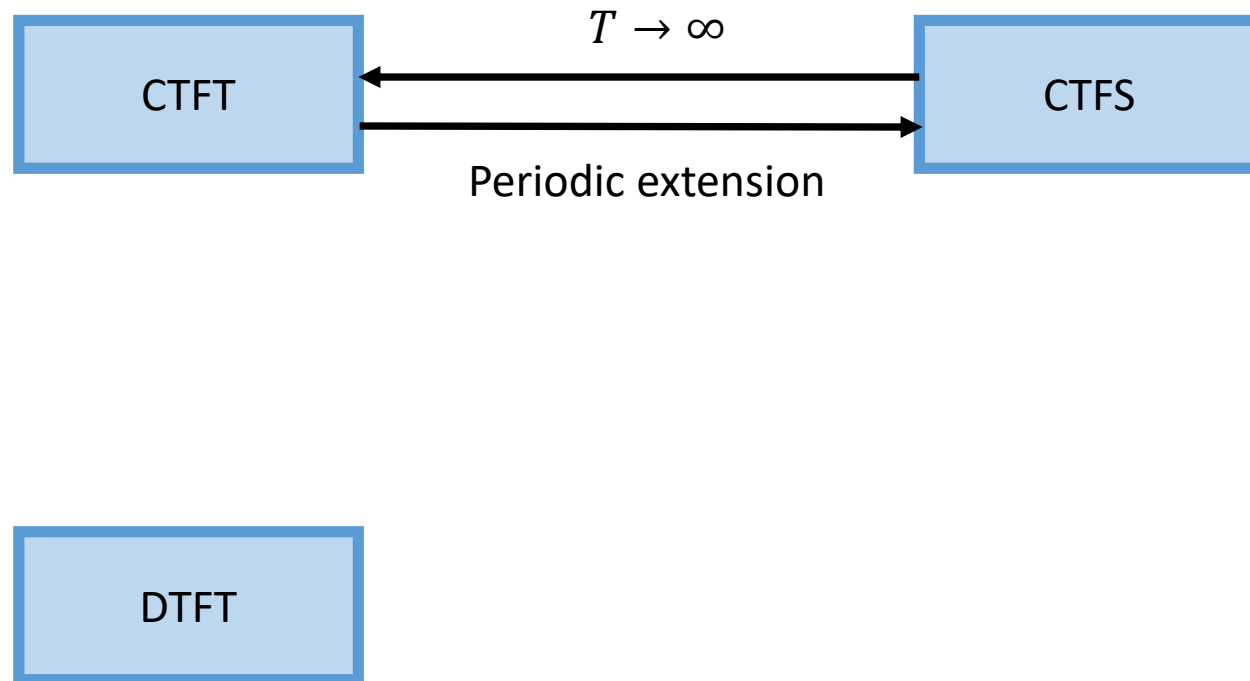 T → ∞
CTFT
CTFS
Periodic extension
DTFT